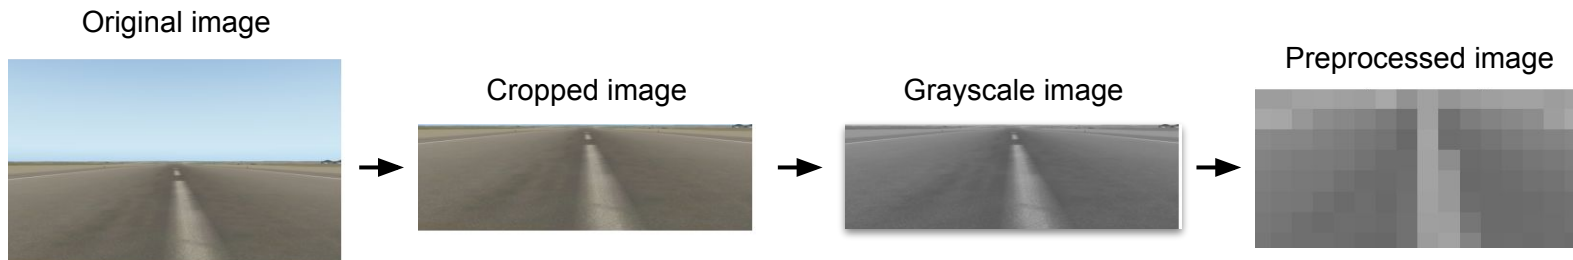 Original image
Cropped image
Grayscale image
Preprocessed image